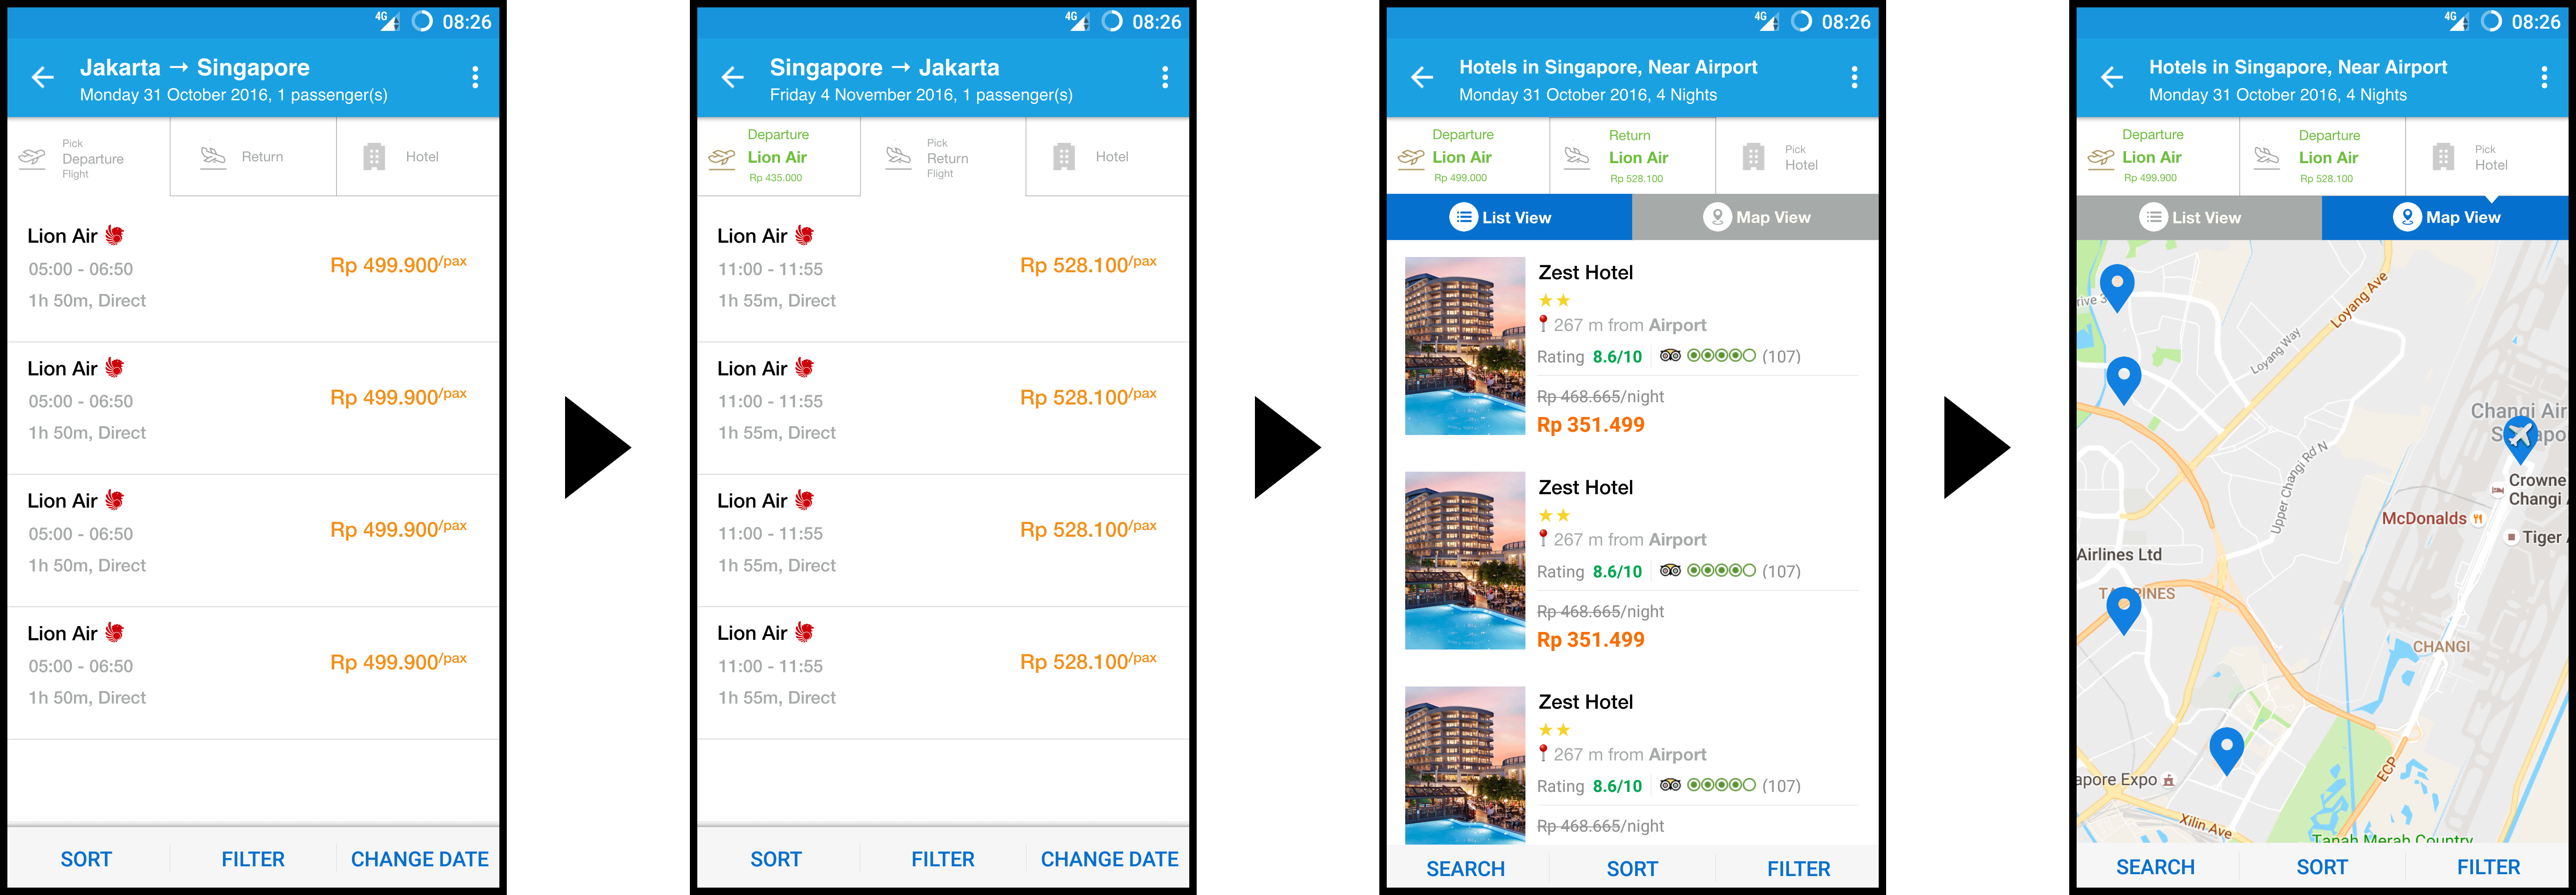 4G 08:26
Jakarta → Singapore
Monday 31 October 2016, 1 passenger(s)
Pick
Departure
Flight
Return
Hotel
Lion Air
05:00 - 06:50
Rp 499.900/pax
1h 50m, Direct
Lion Air
05:00 - 06:50
Rp 499.900/pax
1h 50m, Direct
Lion Air
05:00 - 06:50
Rp 499.900/pax
1h 50m, Direct
Lion Air
05:00 - 06:50
Rp 499.900/pax
1h 50m, Direct
SORT FILTER CHANGE DATE
4G 08:26
Singapore → Jakarta
Friday 4 November 2016, 1 passenger(s)
Departure
Lion Air
Rp 435.000
Pick
Return
Flight
Hotel
Lion Air
11:00 - 11:55
Rp 528.100/pax
1h 55m, Direct
Lion Air
11:00 - 11:55
Rp 528.100/pax
1h 55m, Direct
Lion Air
11:00 - 11:55
Rp 528.100/pax
1h 55m, Direct
Lion Air
11:00 - 11:55
Rp 528.100/pax
1h 55m, Direct
SORT FILTER CHANGE DATE
4G 08:26
Hotels in Singapore, Near Airport
Monday 31 October 2016, 4 Nights
Departure
Lion Air
Rp 499.000
Return
Lion Air
Rp 528.100
Pick
Hotel
List View Map View
Zest Hotel
267 m from Airport
Rating 8.6/10 (107)
Rp 468.665/night
Rp 351.499
Zest Hotel
267 m from Airport
Rating 8.6/10 (107)
Rp 468.665/night
Rp 351.499
Zest Hotel
267 m from Airport
Rating 8.6/10 (107)
Rp 468.665/night
SEARCH SORT FILTER
4G 08:26
Hotels in Singapore, Near Airport
Monday 31 October 2016, 4 Nights
Departure
Lion Air
Rp 499.900
Departure
Lion Air
Rp 528.100
Pick
Hotel
List View Map View
rive 3
Loyang Ave
Loyang Way
Changi Air
Upper Changi Rd N
Crowne
Changi
McDonalds
Tiger
Airlines Ltd
CHANGI
ECP
apore Expo
Xilin Ave
Tanah Merah Country
SEARCH SORT FILTER